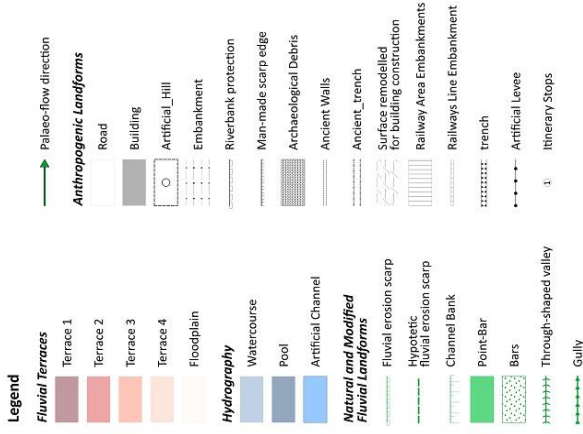 Legend
Fluvial Terraces
Terrace 1
Terrace 2
Terrace 3
Terrace 4
Floodplain
Hydrography
Watercourse
Pool
Artificial Channel
Natural and Modified
Fluvial Landforms
Fluvial erosion scarp
Hypotetic
fluvial erosion scarp
Channel Bank
Point-Bar
Bars
Through-shaped valley
Gully
Palaeo-flow direction
Anthropogenic Landforms
Road
Building
Artificial_Hill
Embankment
Riverbank protection
Man-made scarp edge
Archaeological Debris
Ancient Walls
Ancient_trench
Surface remodelled
for building construction
Railway Area Embankments
Railways Line Embankment
trench
Artificial Levee
1 Itinerary Stops